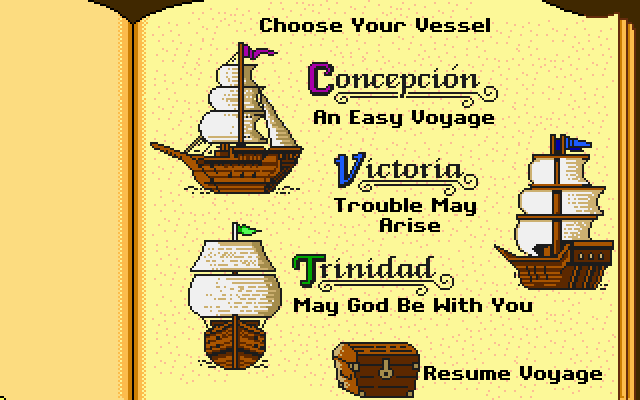 Choose Your Vessel
Concepción
An Easy Voyage
Victoria
Trouble May
Arise
Trinidad
May God Be With You
Resume Voyage